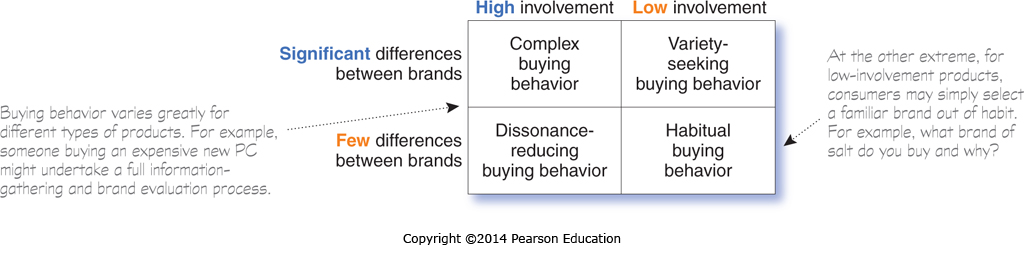 High involvement
Low involvement
Significant differences
between brands
Complex
buying
behavior
Variety-
seeking
buying behavior
Few differences
between brands
Dissonance-
reducing
buying behavior
Habitual
buying
behavior
Buying behavior varies greatly for
different types of products. For example,
someone buying an expensive new PC
might undertake a full information-
gathering and brand evaluation process.
At the other extreme, for
low-involvement products,
consumers may simply select
a familiar brand out of habit.
For example, what brand of
salt do you buy and why?
Copyright ©2014 Pearson Education